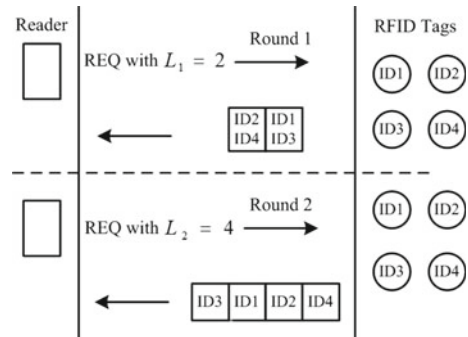 Reader
RFID Tags
Round 1
REQ with L₁ = 2
ID1 ID2
ID2 ID1
ID4 ID3
ID3 ID4
Round 2
REQ with L₂ = 4
ID1 ID2
ID3 ID4
ID3 ID1 ID2 ID4